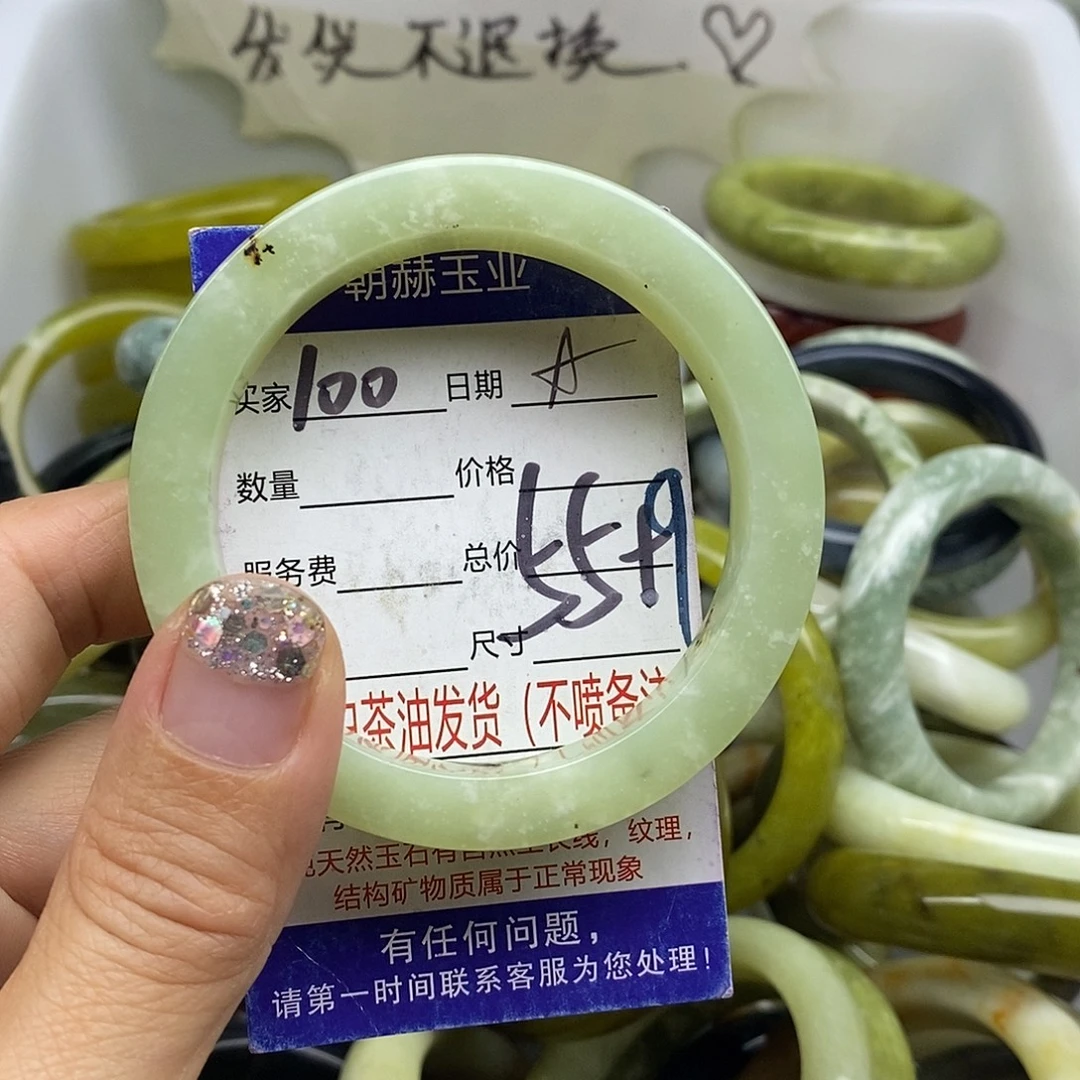 发货不退换
朝赫玉业
买家100 日期
数量 价格
服务费 总价 5579
尺寸
茶油发货（不喷备注
天然玉石有自然生长线，纹理，
结构矿物质属于正常现象
有任何问题，
请第一时间联系客服为您处理！